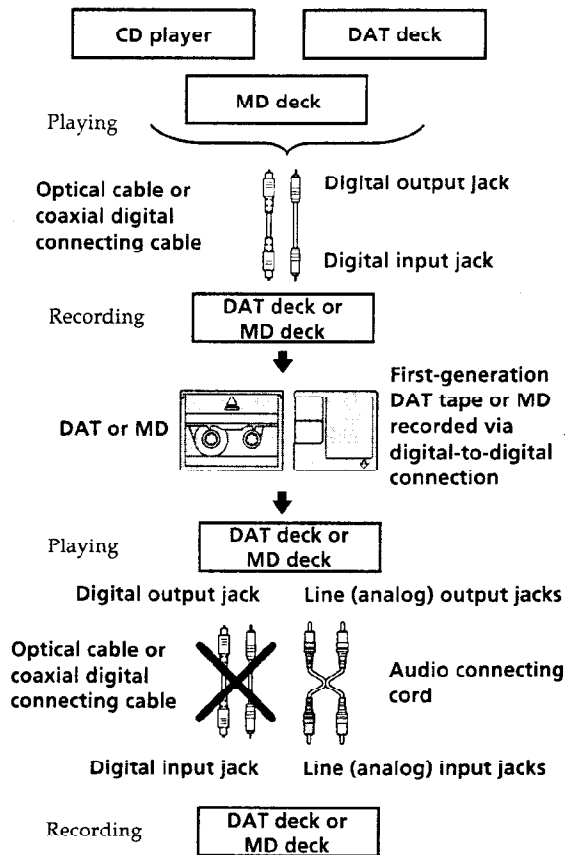 CD player
DAT deck
MD deck
Playing
Optical cable or
coaxial digital
connecting cable
Digital output jack
Digital input jack
Recording
DAT deck or
MD deck
DAT or MD
First-generation
DAT tape or MD
recorded via
digital-to-digital
connection
Playing
DAT deck or
MD deck
Digital output jack
Line (analog) output jacks
Optical cable or
coaxial digital
connecting cable
Audio connecting
cord
Digital input jack
Line (analog) input jacks
Recording
DAT deck or
MD deck